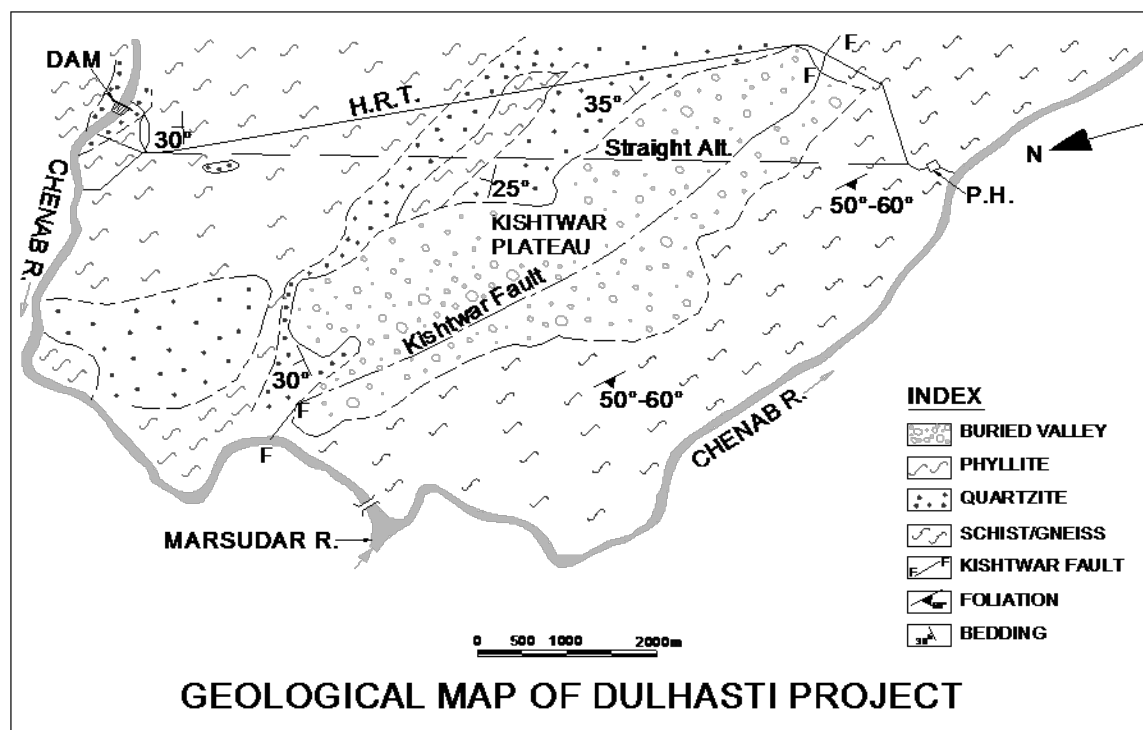 DAM
H.R.T.
F
F
35°
30°
Straight Alt.
N
CHENAB R.
25°
P.H.
50°-60°
KISHTWAR
PLATEAU
Kishtwar Fault
30°
50°-60°
F
F
CHENAB R.
MARSUDAR R.
INDEX
BURIED VALLEY
PHYLLITE
QUARTZITE
SCHIST/GNEISS
F F
KISHTWAR FAULT
FOLIATION
30
BEDDING
0 500 1000 2000m
GEOLOGICAL MAP OF DULHASTI PROJECT